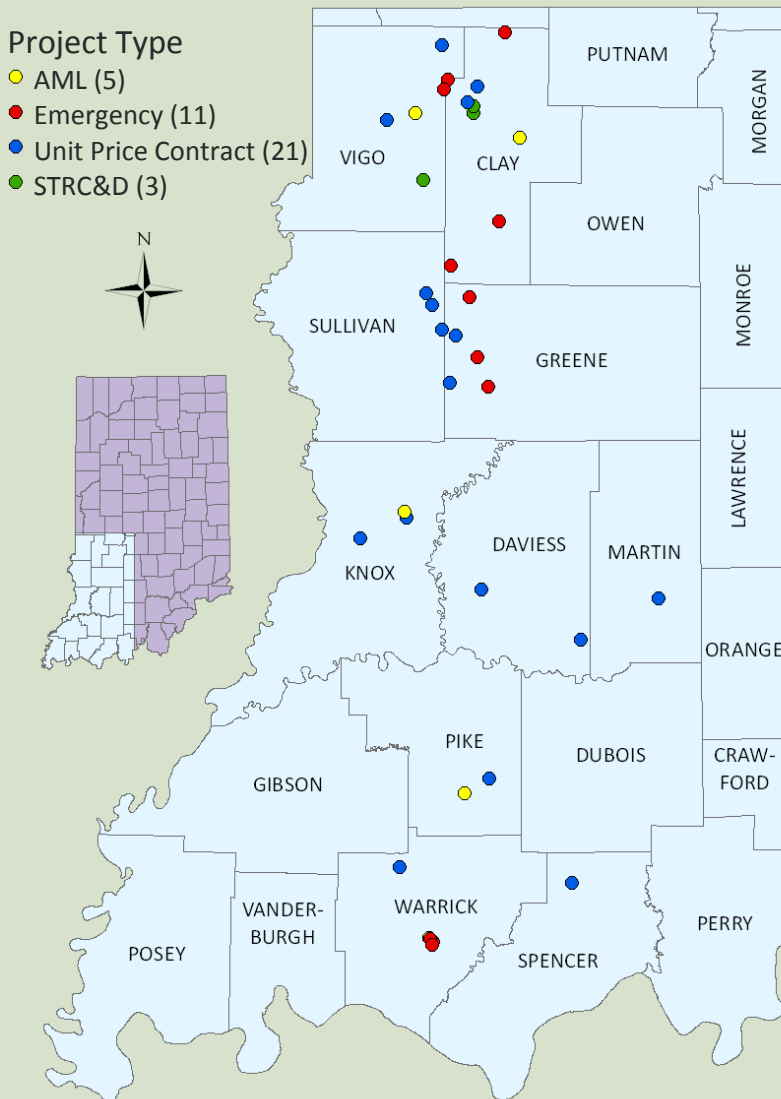 Project Type
AML (5)
Emergency (11)
Unit Price Contract (21)
STRC&D (3)
N
PUTNAM
MORGAN
VIGO
CLAY
OWEN
MONROE
SULLIVAN
GREENE
LAWRENCE
DAVIESS
MARTIN
KNOX
ORANGE
PIKE
DUBOIS
CRAW-
FORD
GIBSON
WARRICK
VANDER-
BURGH
PERRY
POSEY
SPENCER